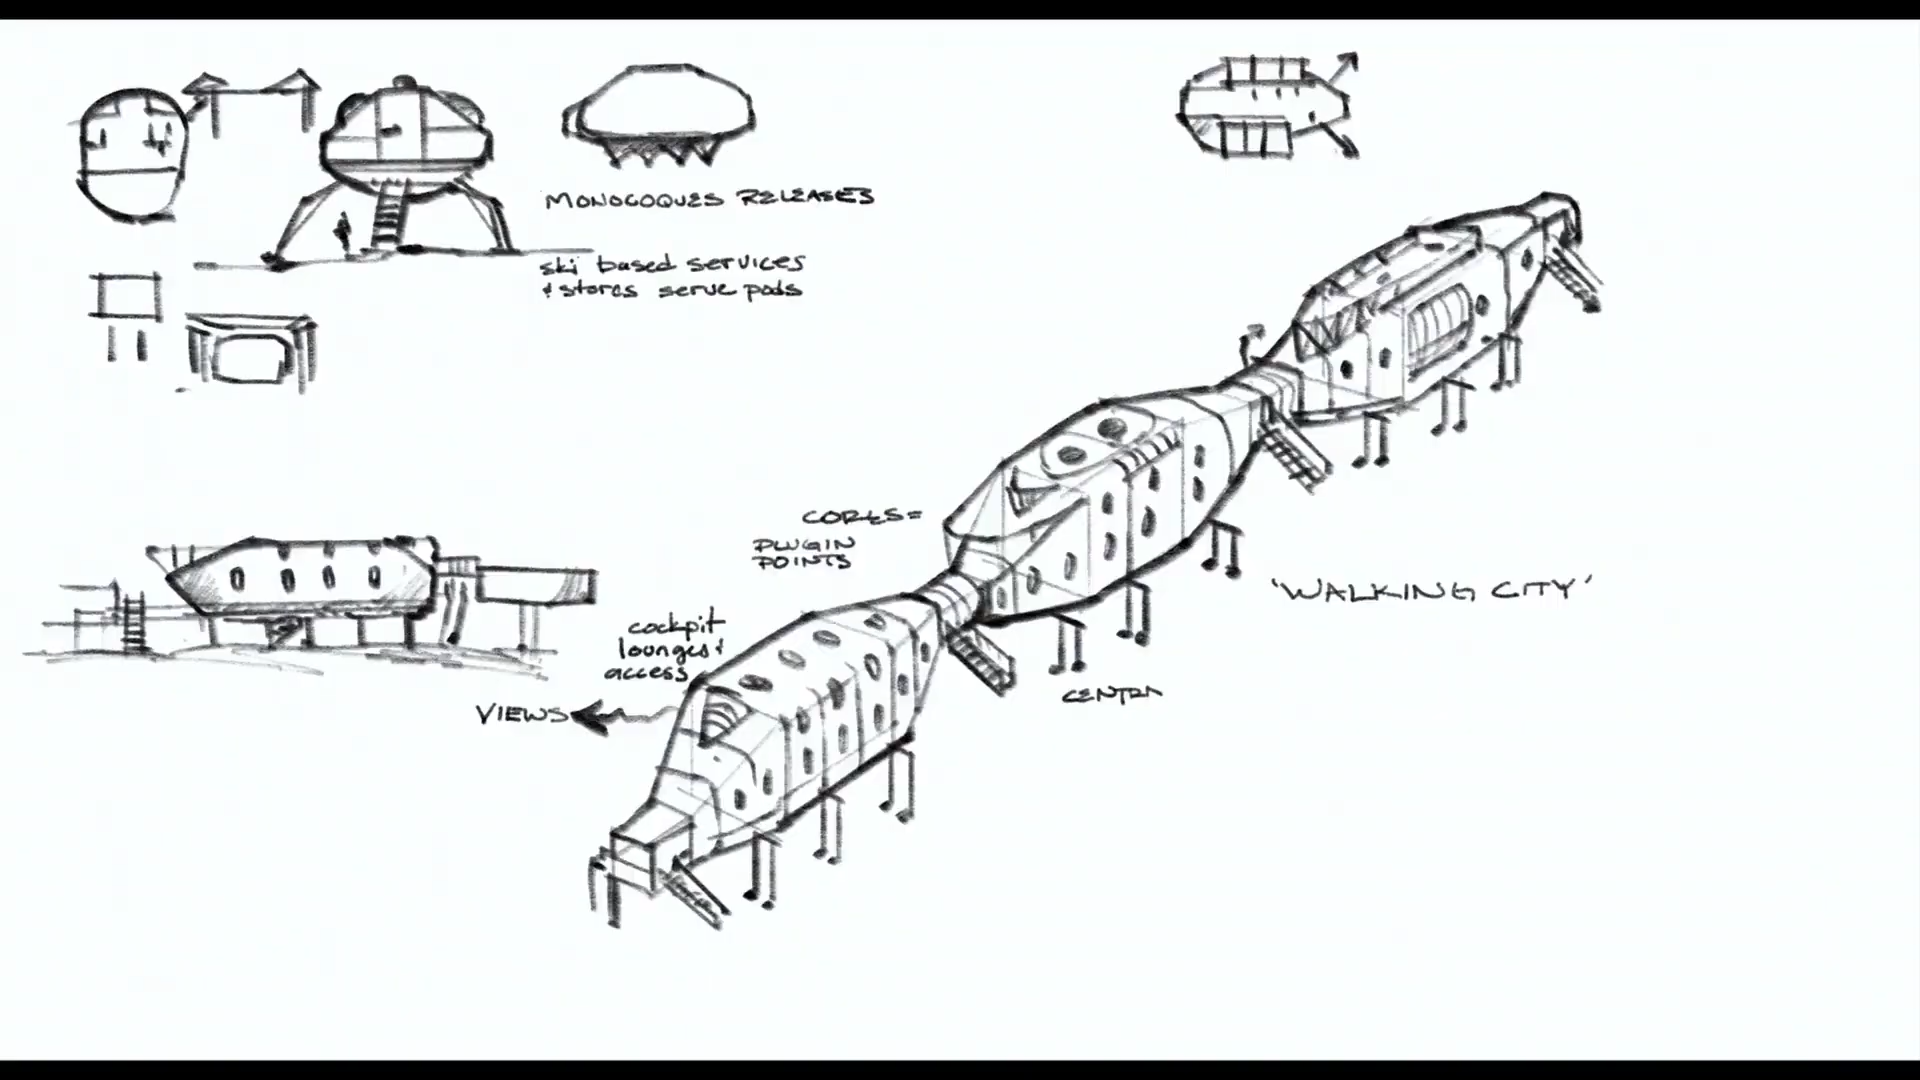 MONOCOQUES RELEASES
ski based services
& stores serve pods
CORES =
PLUGIN
POINTS
'WALKING CITY'
cockpit
lounges &
access
VIEWS
CENTRA